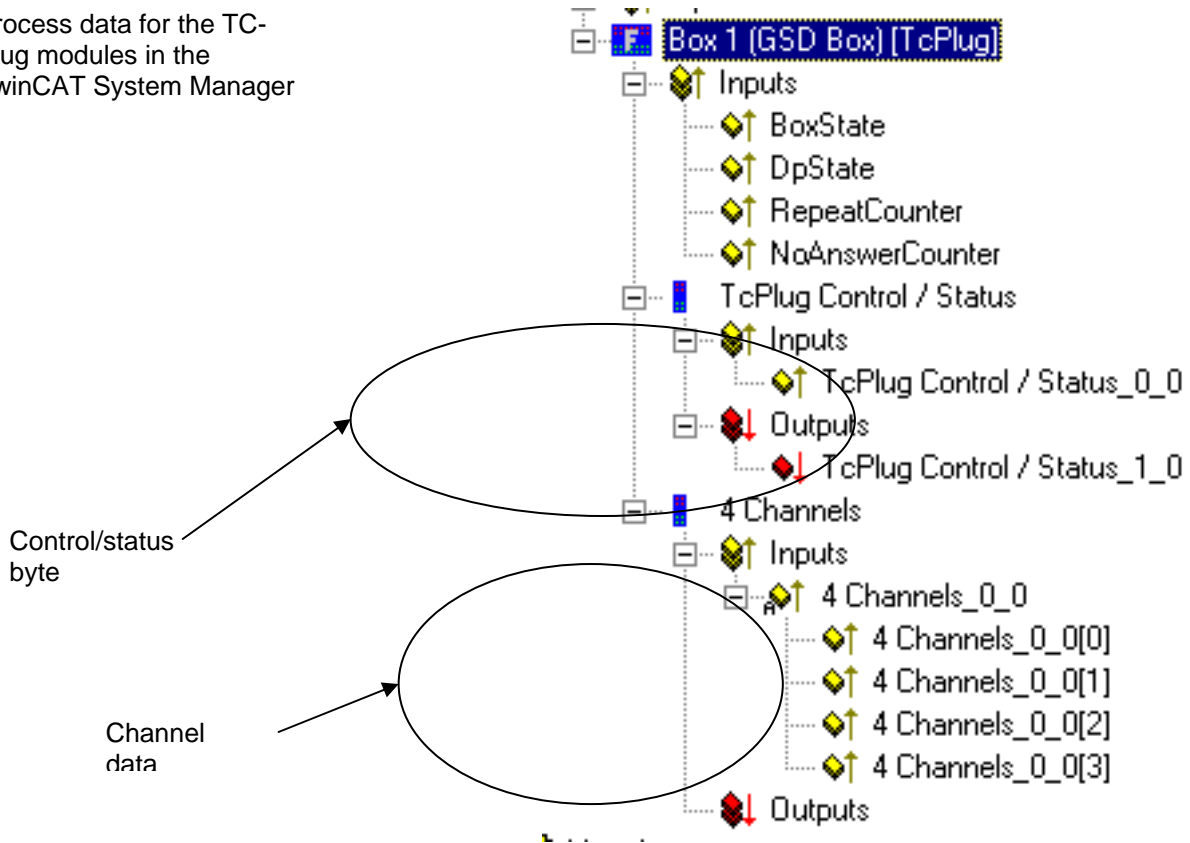 rocess data for the TC-
ug modules in the
winCAT System Manager
Box 1 (GSD Box) [TcPlug]
Inputs
BoxState
DpState
RepeatCounter
NoAnswerCounter
TcPlug Control / Status
Inputs
TcPlug Control / Status_0_0
Outputs
TcPlug Control / Status_1_0
4 Channels
Inputs
4 Channels_0_0
4 Channels_0_0[0]
4 Channels_0_0[1]
4 Channels_0_0[2]
4 Channels_0_0[3]
Outputs
Control/status
byte
Channel
data